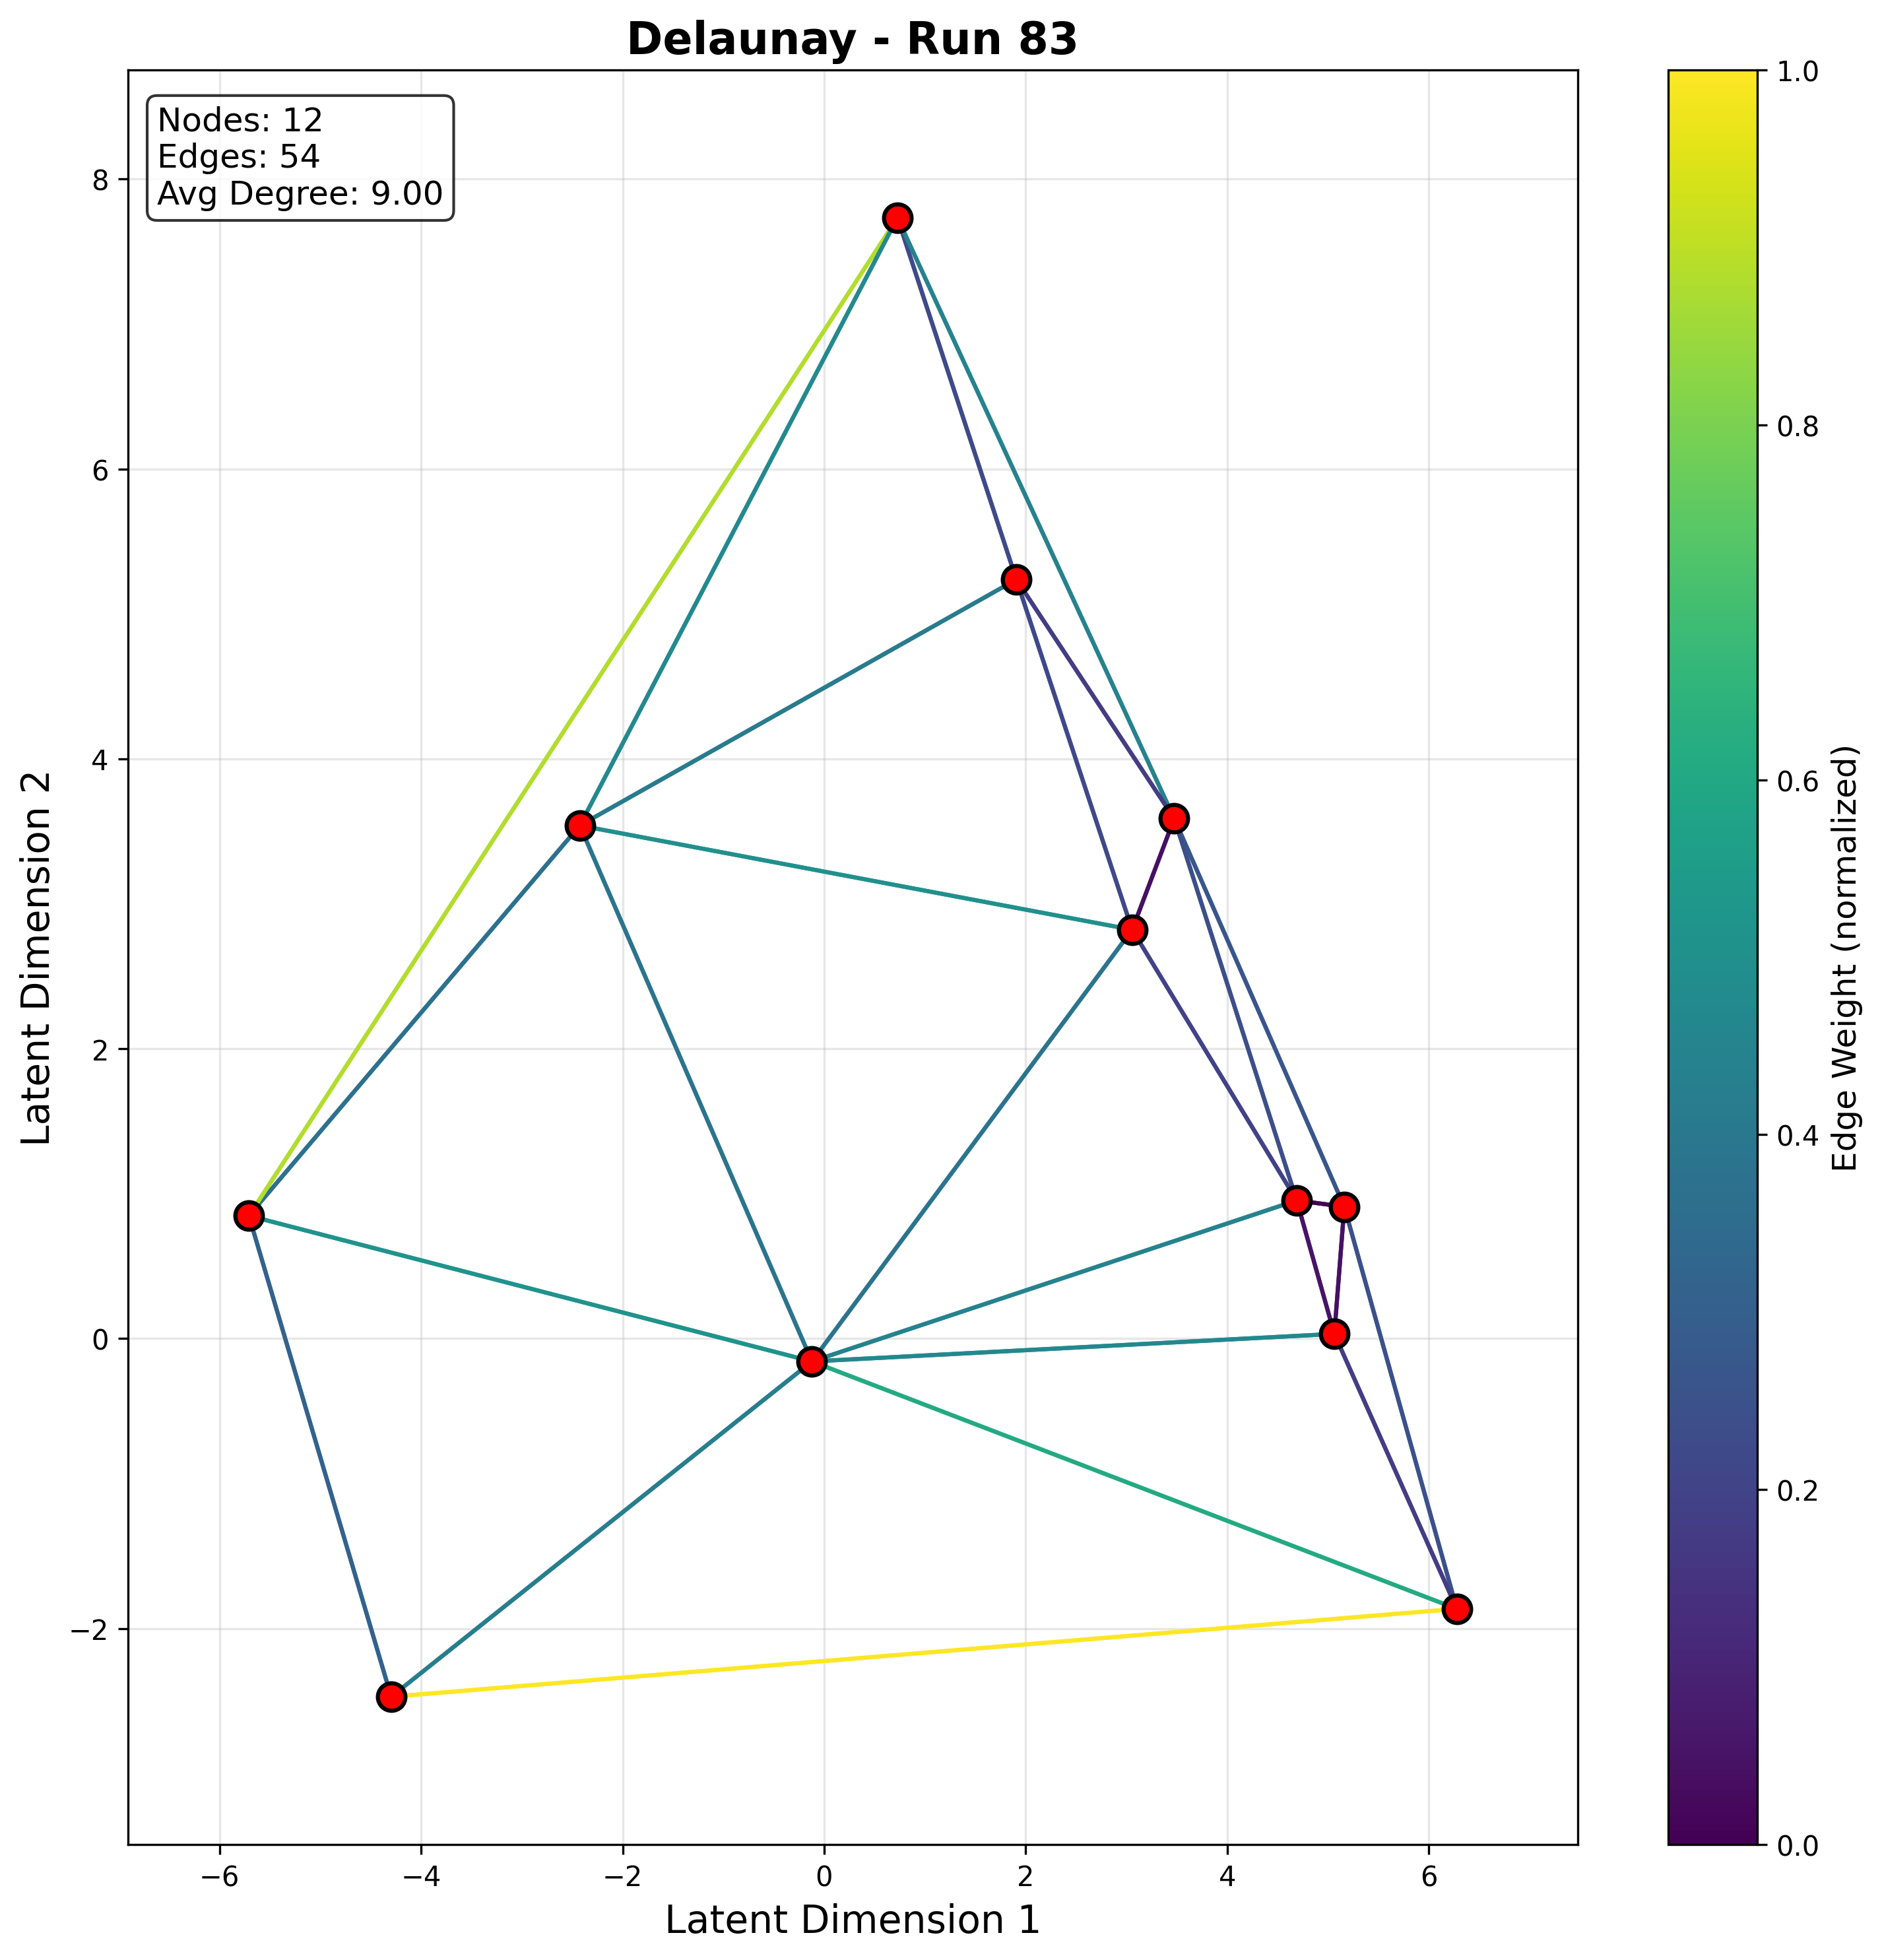 Delaunay - Run 83
Nodes: 12
Edges: 54
Avg Degree: 9.00
8
6
4
2
0
−2
Latent Dimension 2
−6
−4
−2
0
2
4
6
Latent Dimension 1
1.0
0.8
0.6
0.4
0.2
0.0
Edge Weight (normalized)